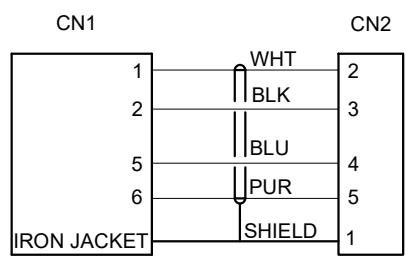 CN1 CN2
1 WHT 2
2 BLK 3
5 BLU 4
6 PUR 5
IRON JACKET SHIELD 1